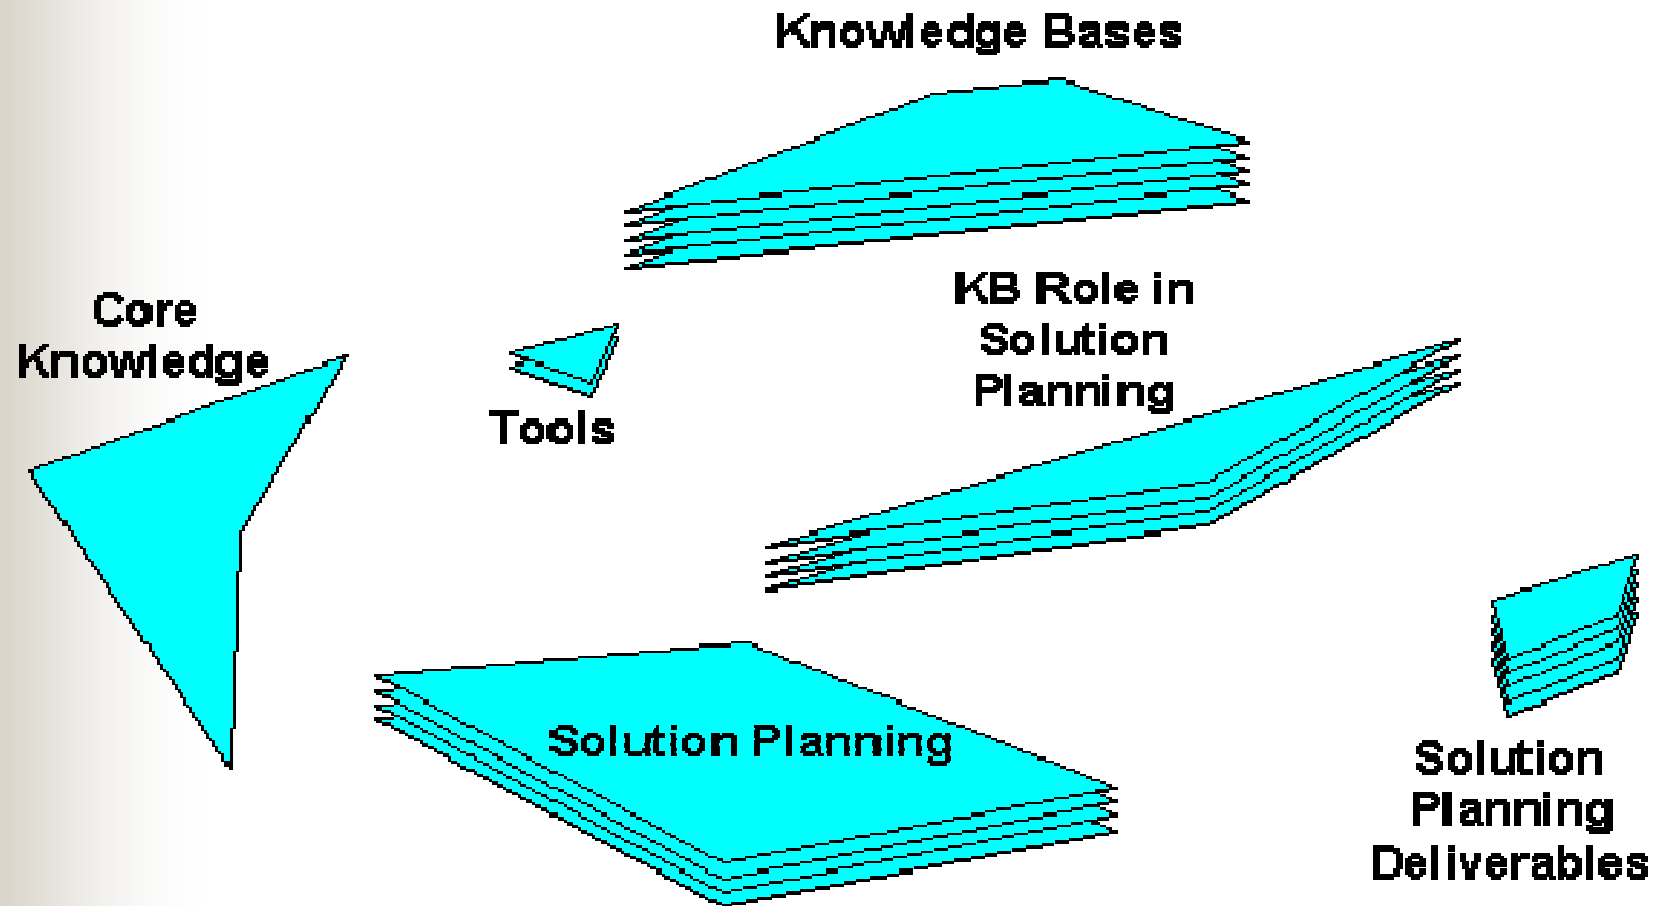 Knowledge Bases
Core
Knowledge
Tools
KB Role in
Solution
Planning
Solution Planning
Solution
Planning
Deliverables